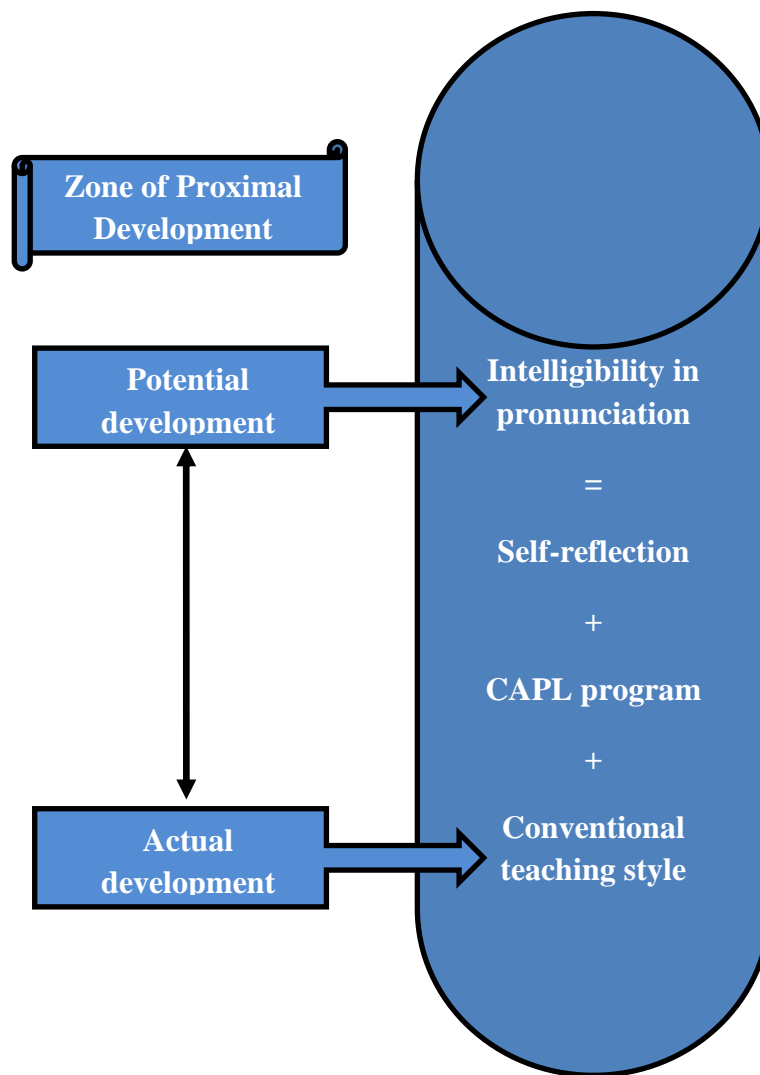 Zone of Proximal
Development
Potential
development
Intelligibility in
pronunciation
=
Self-reflection
+
CAPL program
+
Actual
development
Conventional
teaching style